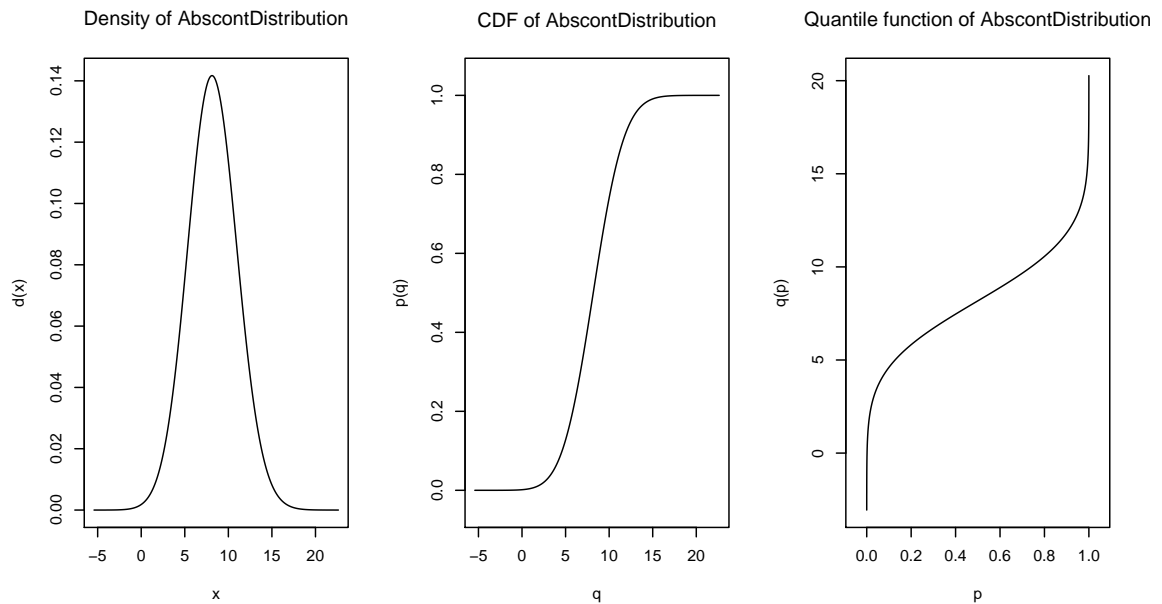 Density of AbscontDistribution
d(x)
0.14
0.12
0.10
0.08
0.06
0.04
0.02
0.00
−5 0 5 10 15 20
x
CDF of AbscontDistribution
p(q)
1.0
0.8
0.6
0.4
0.2
0.0
−5 0 5 10 15 20
q
Quantile function of AbscontDistribution
q(p)
20
15
10
5
0
0.0 0.2 0.4 0.6 0.8 1.0
p